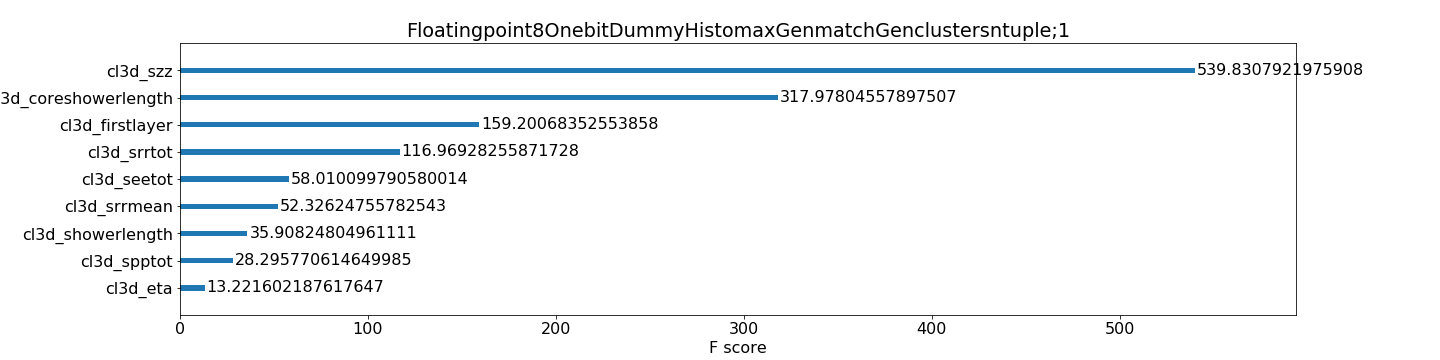 Floatingpoint8OnebitDummyHistomaxGenmatchGenclustersntuple;1
cl3d_szz 539.8307921975908
3d_coreshowerlength 317.97804557897507
cl3d_firstlayer 159.20068352553858
cl3d_srrtot 116.96928255871728
cl3d_seetot 58.010099790580014
cl3d_srrmean 52.32624755782543
cl3d_showerlength 35.90824804961111
cl3d_spptot 28.295770614649985
cl3d_eta 13.221602187617647
0 100 200 300 400 500
F score